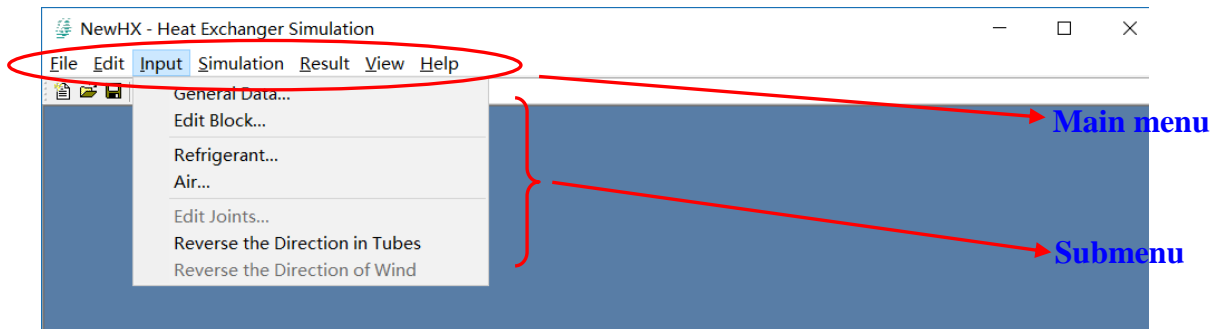 NewHX - Heat Exchanger Simulation
File Edit Input Simulation Result View Help
General Data...
Edit Block...
Refrigerant...
Air...
Edit Joints...
Reverse the Direction in Tubes
Reverse the Direction of Wind
Main menu
Submenu